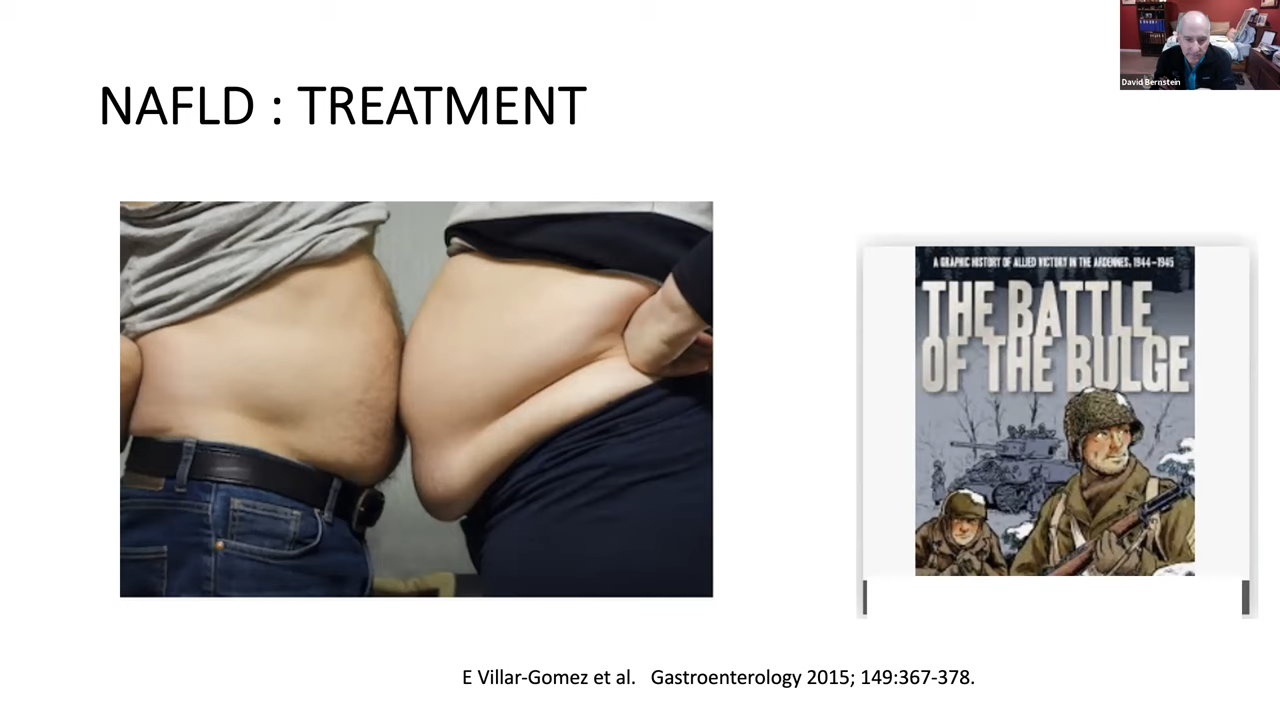 David Bernstein
NAFLD : TREATMENT
A GRAPHIC HISTORY OF ALLIED VICTORY IN THE ARDENNES, 1944–1945
THE BATTLE
OF THE BULGE
E Villar-Gomez et al. Gastroenterology 2015; 149:367-378.